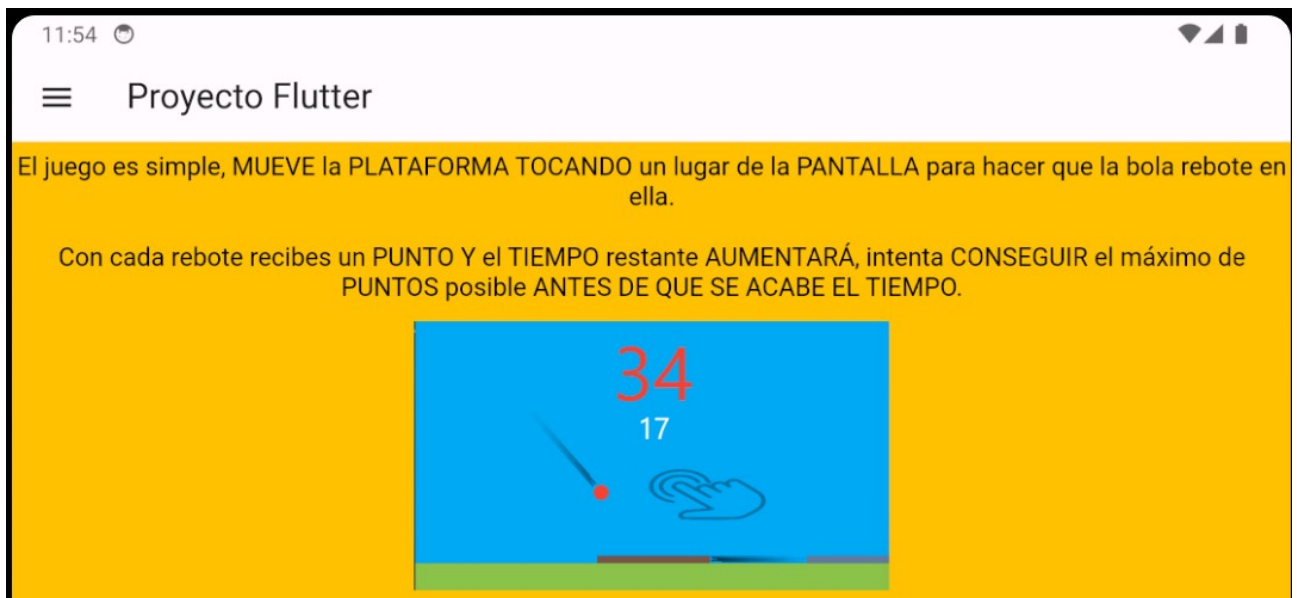 11:54
Proyecto Flutter
El juego es simple, MUEVE la PLATAFORMA TOCANDO un lugar de la PANTALLA para hacer que la bola rebote en
ella.
Con cada rebote recibes un PUNTO Y el TIEMPO restante AUMENTARÁ, intenta CONSEGUIR el máximo de
PUNTOS posible ANTES DE QUE SE ACABE EL TIEMPO.
34
17